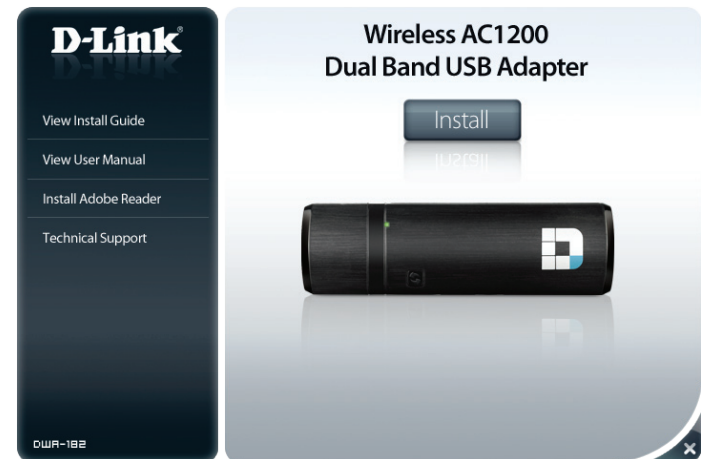 D-Link
View Install Guide
View User Manual
Install Adobe Reader
Technical Support
DWA-182
Wireless AC1200
Dual Band USB Adapter
Install